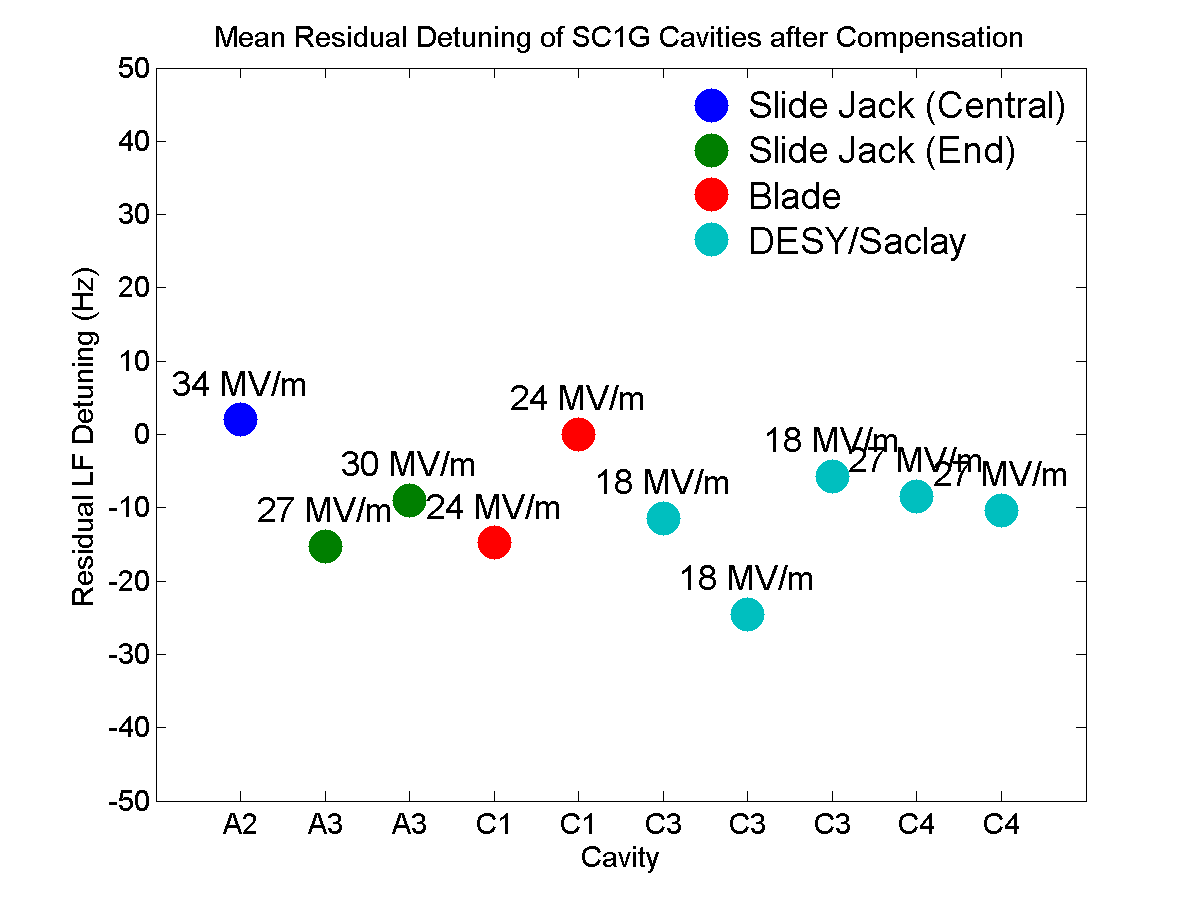 Mean Residual Detuning of SC1G Cavities after Compensation
50
40
30
20
10
0
-10
-20
-30
-40
-50
Residual LF Detuning (Hz)
Slide Jack (Central)
Slide Jack (End)
Blade
DESY/Saclay
34 MV/m
27 MV/m
30 MV/m
24 MV/m
24 MV/m
18 MV/m
18 MV/m
18 MV/m
27 MV/m
27 MV/m
A2 A3 A3 C1 C1 C3 C3 C3 C4 C4
Cavity